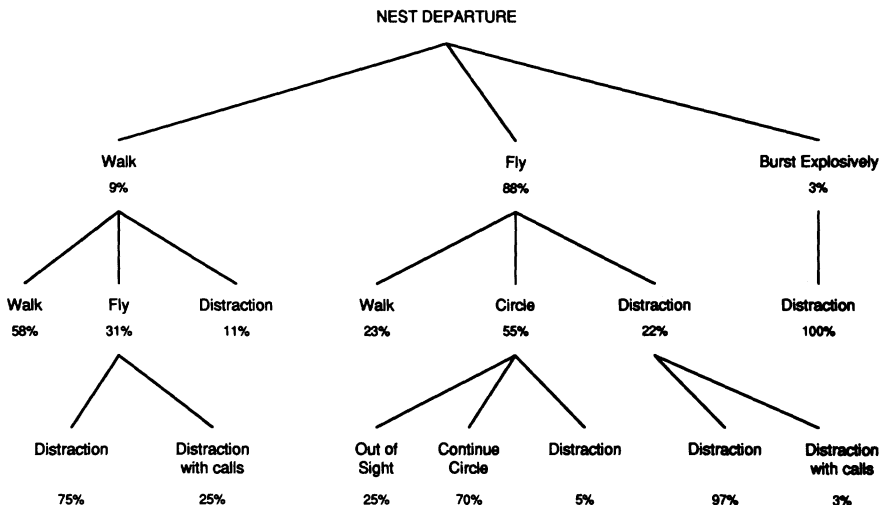 NEST DEPARTURE
Walk Fly Burst Explosively
9% 88% 3%
Walk Fly Distraction Walk Circle Distraction Distraction
58% 31% 11% 23% 55% 22% 100%
Distraction Distraction Out of Continue Distraction Distraction Distraction
with calls Sight Circle with calls
75% 25% 25% 70% 5% 97% 3%